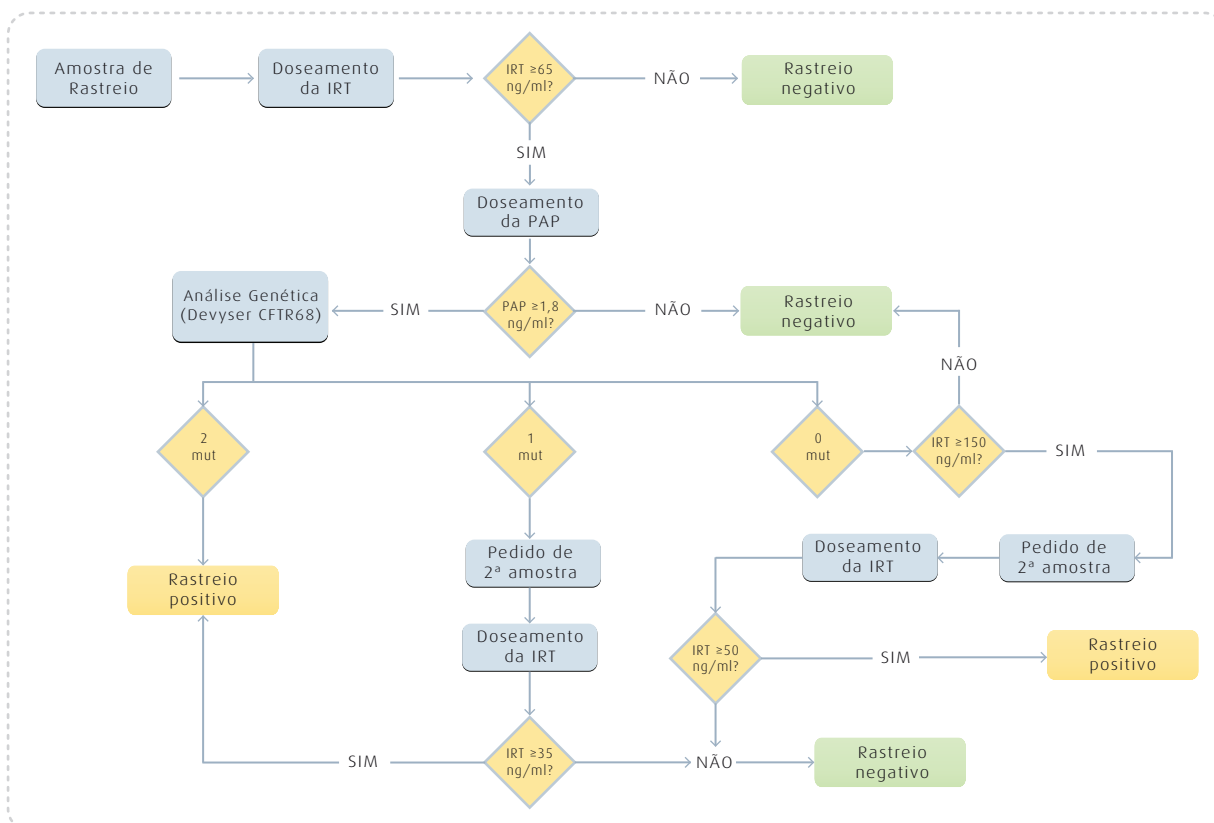 Amostra de
Rastreio
Doseamento
da IRT
IRT ≥65
ng/ml?
NÃO
Rastreio
negativo
SIM
Doseamento
da PAP
Análise Genética
(Devyser CFTR68)
SIM
PAP ≥1,8
ng/ml?
NÃO
Rastreio
negativo
NÃO
2
mut
1
mut
0
mut
IRT ≥150
ng/ml?
SIM
Pedido de
2ª amostra
Doseamento
da IRT
Pedido de
2ª amostra
Rastreio
positivo
Doseamento
da IRT
IRT ≥50
ng/ml?
SIM
Rastreio
positivo
SIM
IRT ≥35
ng/ml?
NÃO
Rastreio
negativo